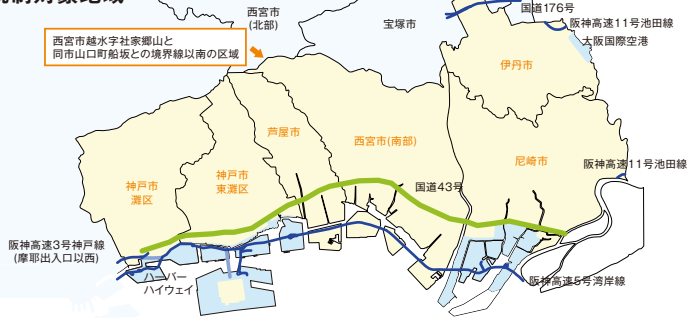 西宮市
(北部)
宝塚市
国道176号
阪神高速11号池田線
大阪国際空港
西宮市越水字社家郷山と
同市山口町船坂との境界線以南の区域
伊丹市
芦屋市
西宮市(南部)
尼崎市
阪神高速11号池田線
神戸市
灘区
神戸市
東灘区
国道43号
阪神高速3号神戸線
(摩耶出入口以西)
ハーバー
ハイウェイ
阪神高速5号湾岸線